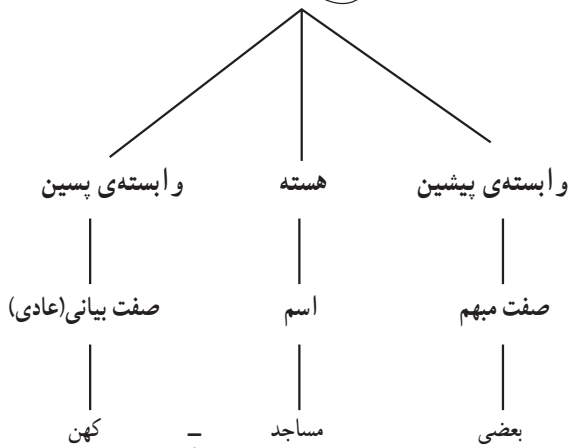 وابسته‌ی پیشین هسته وابسته‌ی پسین
صفت مبهم اسم صفت بیانی(عادی)
بعضی مساجد ـِ کهن